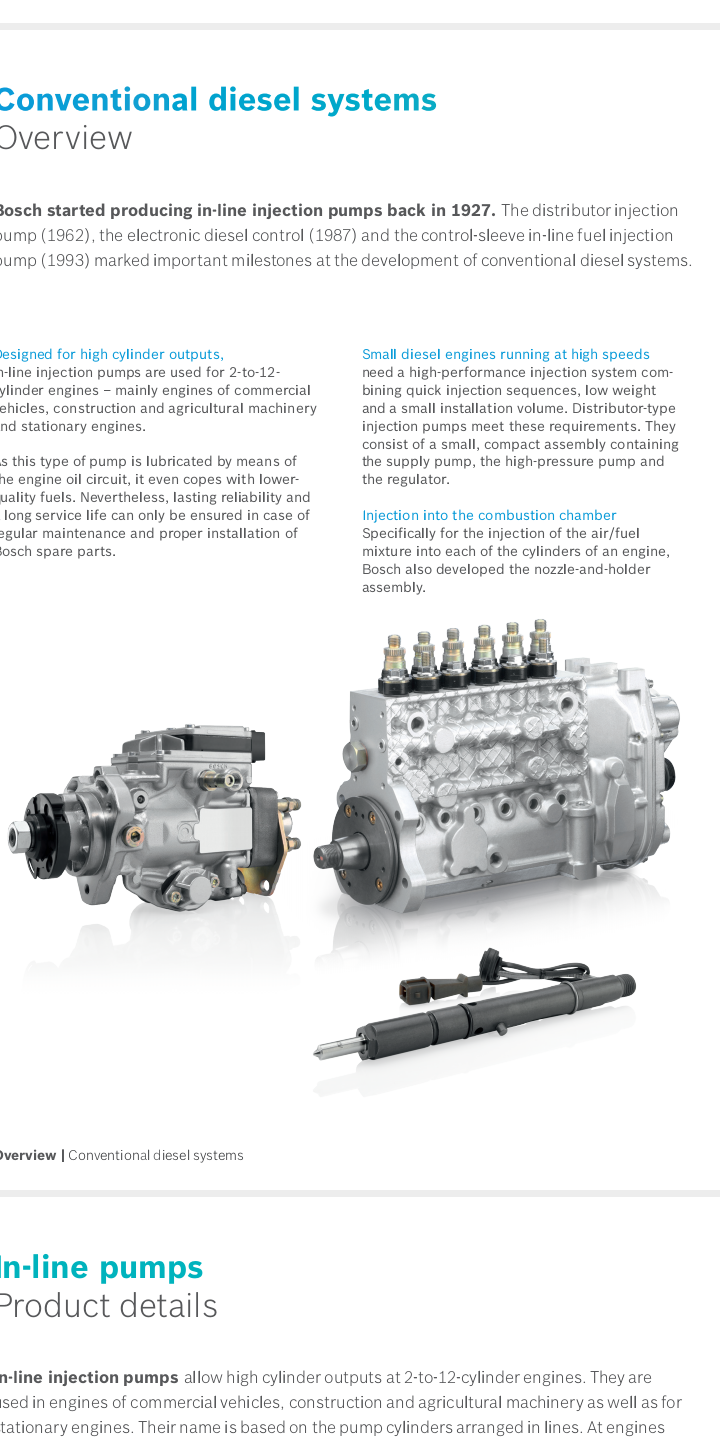 Conventional diesel systems
Overview
Bosch started producing in-line injection pumps back in 1927. The distributor injection
pump (1962), the electronic diesel control (1987) and the control-sleeve in-line fuel injection
pump (1993) marked important milestones at the development of conventional diesel systems.
Designed for high cylinder outputs,
in-line injection pumps are used for 2-to-12-
cylinder engines – mainly engines of commercial
vehicles, construction and agricultural machinery
and stationary engines.
As this type of pump is lubricated by means of
the engine oil circuit, it even copes with lower-
quality fuels. Nevertheless, lasting reliability and
long service life can only be ensured in case of
regular maintenance and proper installation of
Bosch spare parts.
Small diesel engines running at high speeds
need a high-performance injection system com-
bining quick injection sequences, low weight
and a small installation volume. Distributor-type
injection pumps meet these requirements. They
consist of a small, compact assembly containing
the supply pump, the high-pressure pump and
the regulator.
Injection into the combustion chamber
Specifically for the injection of the air/fuel
mixture into each of the cylinders of an engine,
Bosch also developed the nozzle-and-holder
assembly.
Overview | Conventional diesel systems
In-line pumps
Product details
In-line injection pumps allow high cylinder outputs at 2-to-12-cylinder engines. They are
used in engines of commercial vehicles, construction and agricultural machinery as well as for
stationary engines. Their name is based on the pump cylinders arranged in lines. At engines